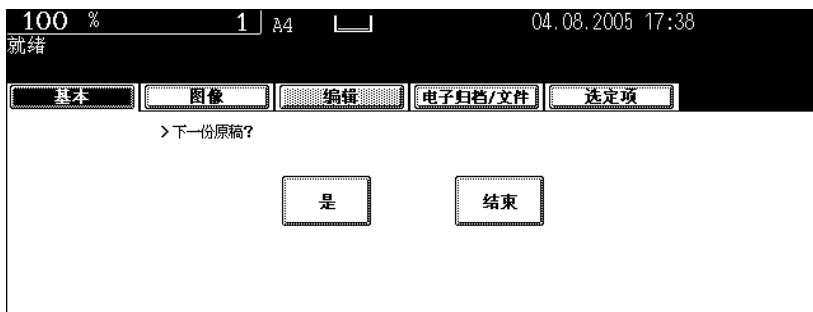 100 % 1 A4 04.08.2005 17:38
就绪
基本 图像 编辑 电子归档/文件 选定项
>下一份原稿?
是 结束